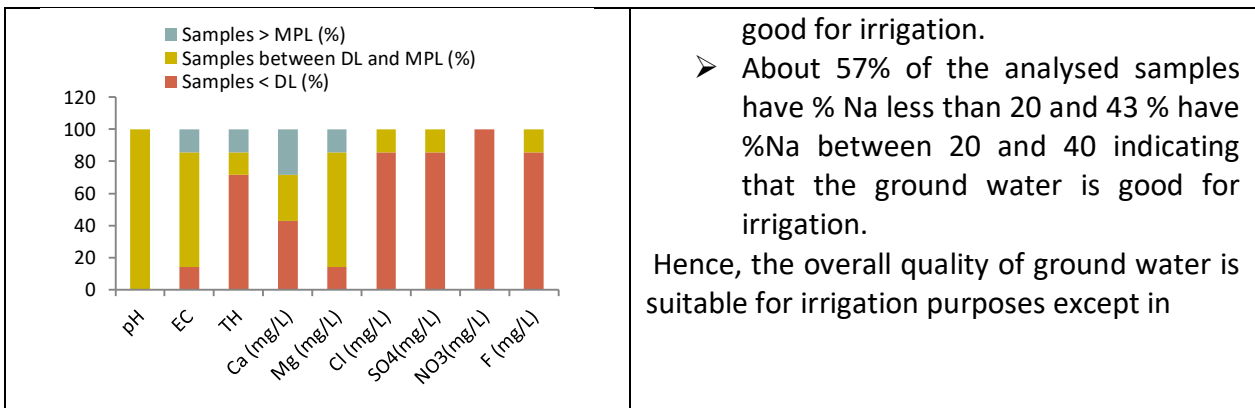 Samples > MPL (%)
Samples between DL and MPL (%)
Samples < DL (%)
120
100
80
60
40
20
0
pH
EC
TH
Ca (mg/L)
Mg (mg/L)
Cl (mg/L)
SO4(mg/L)
NO3(mg/L)
F (mg/L)
good for irrigation.
➢ About 57% of the analysed samples
have % Na less than 20 and 43 % have
%Na between 20 and 40 indicating
that the ground water is good for
irrigation.
Hence, the overall quality of ground water is
suitable for irrigation purposes except in